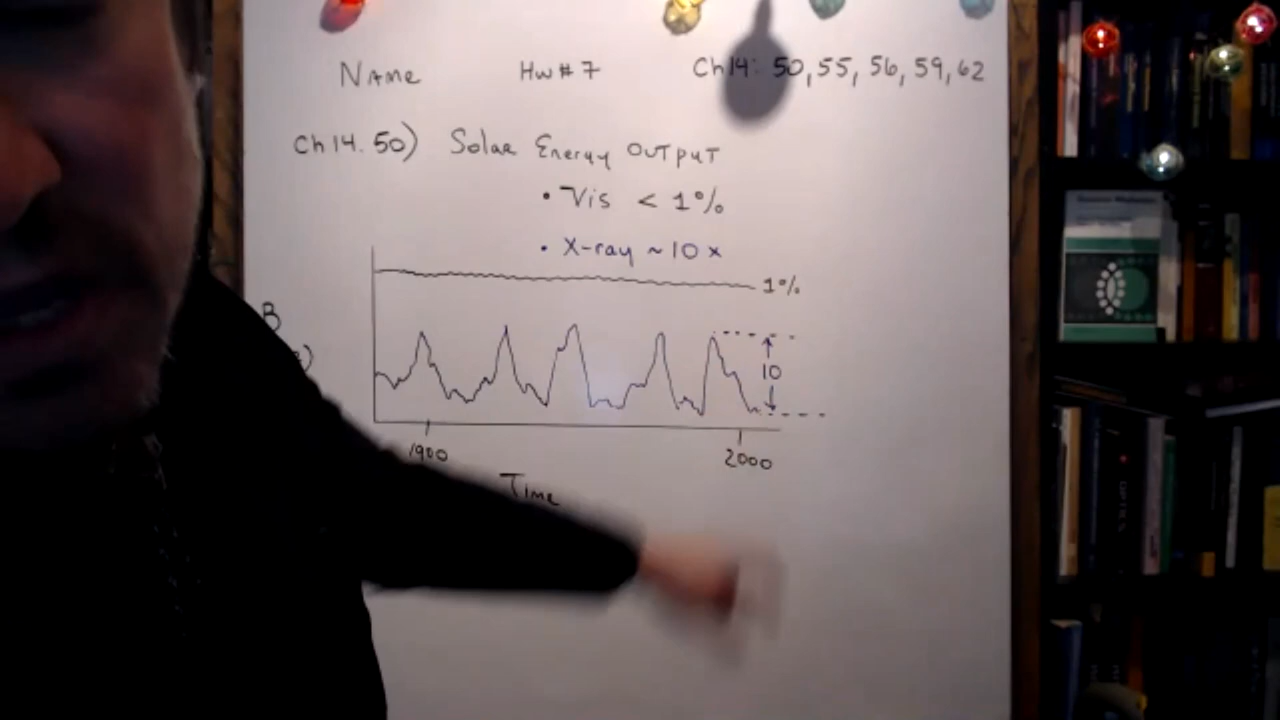 NAME HW#7 Ch14: 50, 55, 56, 59, 62
Ch14.50) Solar Energy OUTPUT
• Vis < 1%
• X-ray ~10 x
1%
B
10
1900 2000
Time